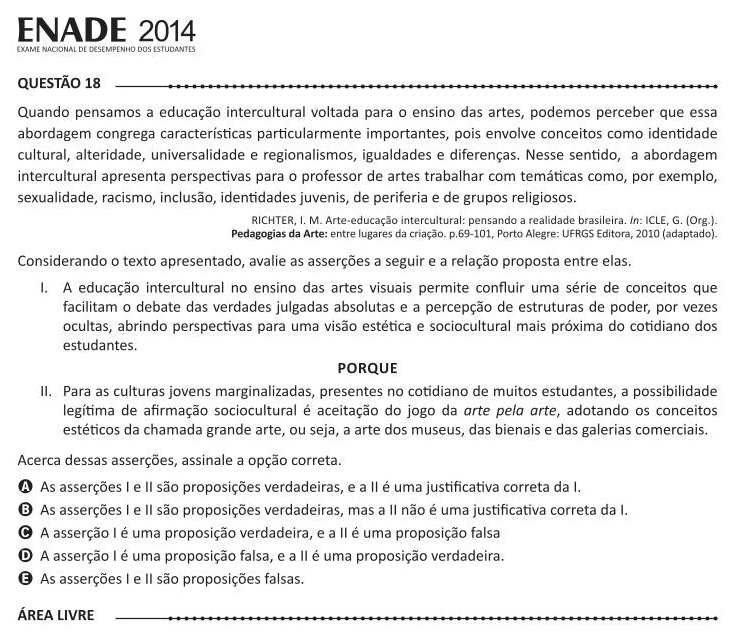 ENADE 2014
EXAME NACIONAL DE DESEMPENHO DOS ESTUDANTES
QUESTÃO 18
Quando pensamos a educação intercultural voltada para o ensino das artes, podemos perceber que essa
abordagem congrega características particularmente importantes, pois envolve conceitos como identidade
cultural, alteridade, universalidade e regionalismos, igualdades e diferenças. Nesse sentido, a abordagem
intercultural apresenta perspectivas para o professor de artes trabalhar com temáticas como, por exemplo,
sexualidade, racismo, inclusão, identidades juvenis, de periferia e de grupos religiosos.
RICHTER, I. M. Arte-educação intercultural: pensando a realidade brasileira. In: ICLE, G. (Org.).
Pedagogias da Arte: entre lugares da criação. p.69-101, Porto Alegre: UFRGS Editora, 2010 (adaptado).
Considerando o texto apresentado, avalie as asserções a seguir e a relação proposta entre elas.
I. A educação intercultural no ensino das artes visuais permite confluir uma série de conceitos que
facilitam o debate das verdades julgadas absolutas e a percepção de estruturas de poder, por vezes
ocultas, abrindo perspectivas para uma visão estética e sociocultural mais próxima do cotidiano dos
estudantes.
PORQUE
II. Para as culturas jovens marginalizadas, presentes no cotidiano de muitos estudantes, a possibilidade
legítima de afirmação sociocultural é aceitação do jogo da arte pela arte, adotando os conceitos
estéticos da chamada grande arte, ou seja, a arte dos museus, das bienais e das galerias comerciais.
Acerca dessas asserções, assinale a opção correta.
A As asserções I e II são proposições verdadeiras, e a II é uma justificativa correta da I.
B As asserções I e II são proposições verdadeiras, mas a II não é uma justificativa correta da I.
C A asserção I é uma proposição verdadeira, e a II é uma proposição falsa
D A asserção I é uma proposição falsa, e a II é uma proposição verdadeira.
E As asserções I e II são proposições falsas.
ÁREA LIVRE